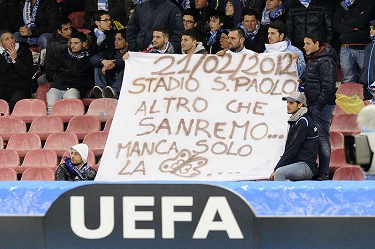 21/02/2012
STADIO S. PAOLO
ALTRO CHE
SANREMO...
MANCA SOLO
LA
UEFA